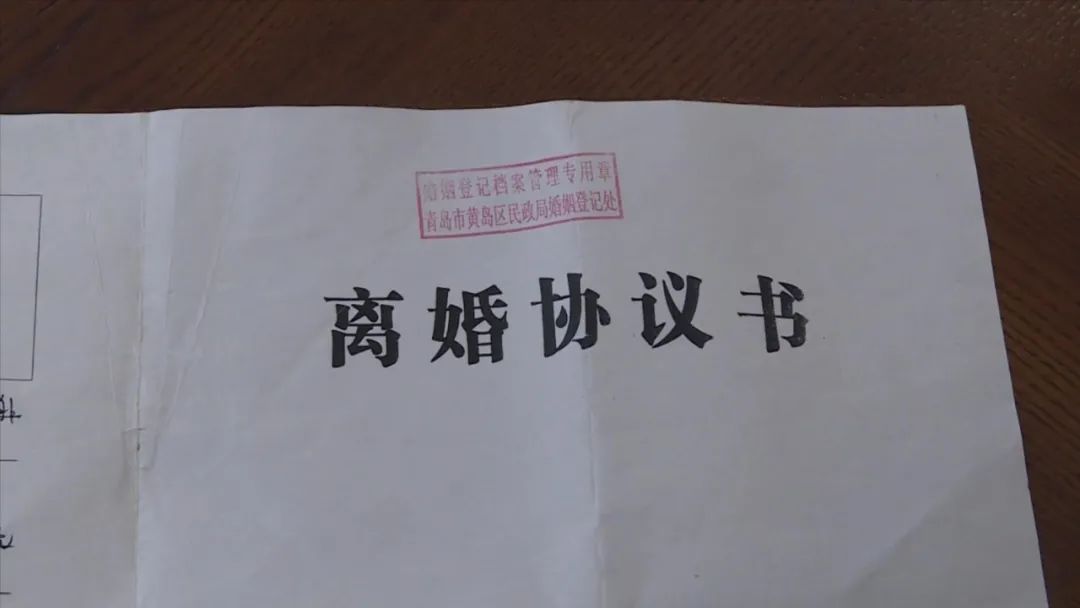 婚姻登记档案管理专用章
青岛市黄岛区民政局婚姻登记处
离婚协议书